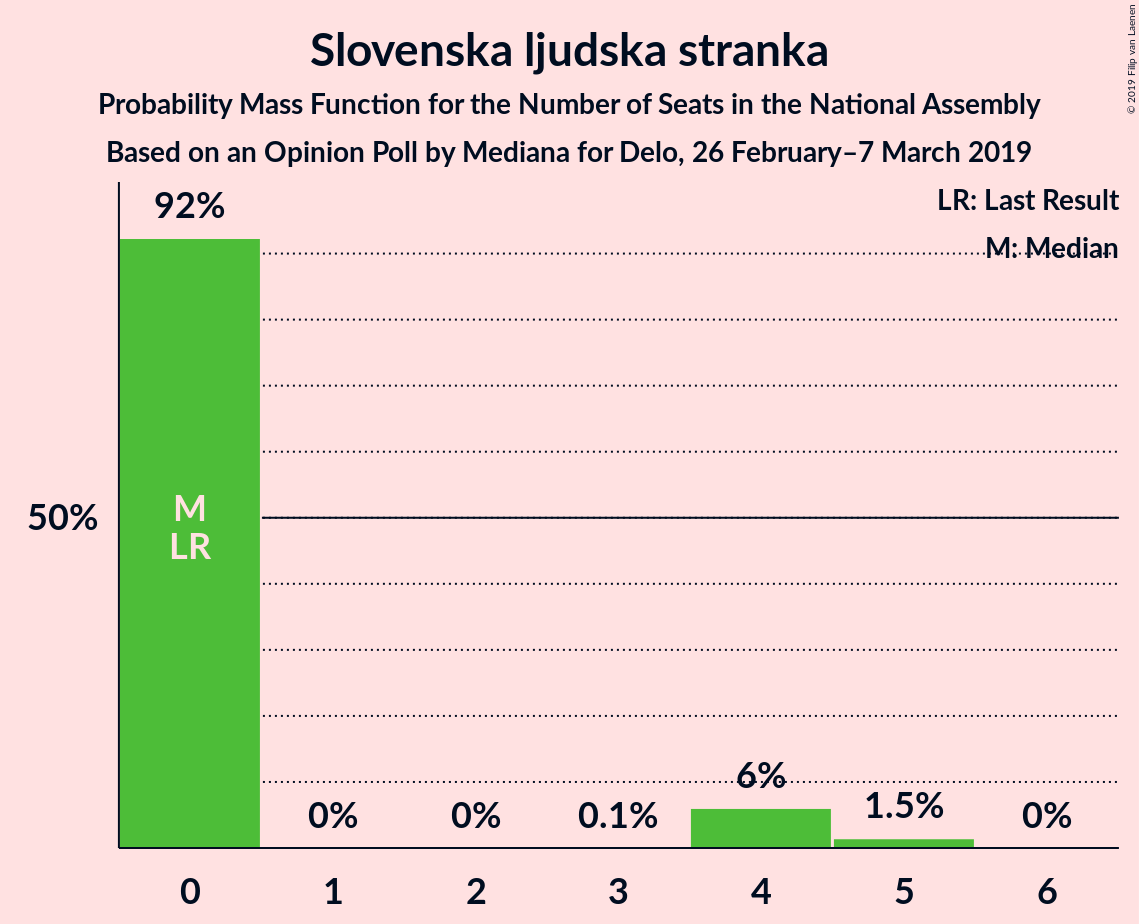 Slovenska ljudska stranka
Probability Mass Function for the Number of Seats in the National Assembly
Based on an Opinion Poll by Mediana for Delo, 26 February–7 March 2019
© 2019 Filip van Laenen
LR: Last Result
M: Median
92%
50%
M
LR
0%
0%
0.1%
6%
1.5%
0%
0
1
2
3
4
5
6